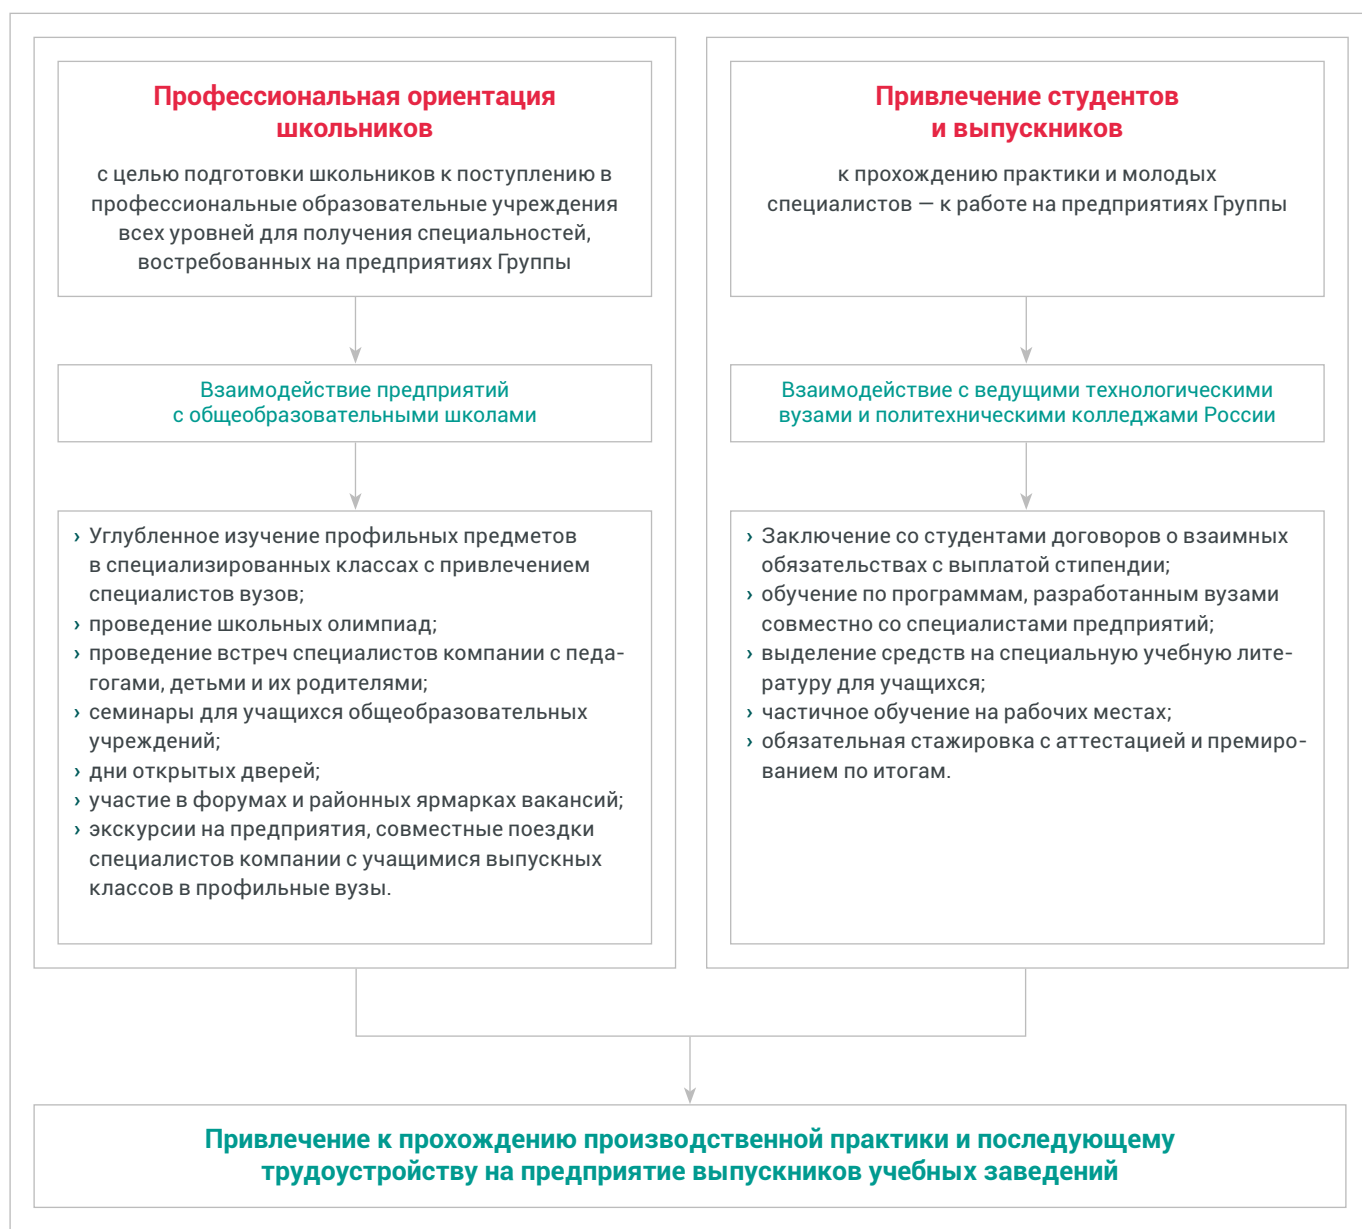 Профессиональная ориентация
школьников
с целью подготовки школьников к поступлению в
профессиональные образовательные учреждения
всех уровней для получения специальностей,
востребованных на предприятиях Группы
Взаимодействие предприятий
с общеобразовательными школами
› Углубленное изучение профильных предметов
в специализированных классах с привлечением
специалистов вузов;
› проведение школьных олимпиад;
› проведение встреч специалистов компании с педа-
гогами, детьми и их родителями;
› семинары для учащихся общеобразовательных
учреждений;
› дни открытых дверей;
› участие в форумах и районных ярмарках вакансий;
› экскурсии на предприятия, совместные поездки
специалистов компании с учащимися выпускных
классов в профильные вузы.
Привлечение студентов
и выпускников
к прохождению практики и молодых
специалистов — к работе на предприятиях Группы
Взаимодействие с ведущими технологическими
вузами и политехническими колледжами России
› Заключение со студентами договоров о взаимных
обязательствах с выплатой стипендии;
› обучение по программам, разработанным вузами
совместно со специалистами предприятий;
› выделение средств на специальную учебную лите-
ратуру для учащихся;
› частичное обучение на рабочих местах;
› обязательная стажировка с аттестацией и премиро-
ванием по итогам.
Привлечение к прохождению производственной практики и последующему
трудоустройству на предприятие выпускников учебных заведений